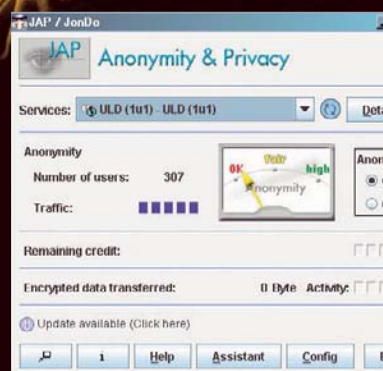 JAP / JonDo
JAP
Anonymity & Privacy
Services: ULD (1u1) - ULD (1u1)
Anonymity
Number of users: 307
Traffic:
OK Fair high
Anonymity
Remaining credit:
Encrypted data transferred: 0 Byte Activity:
Update available (Click here)
i Help Assistant Config